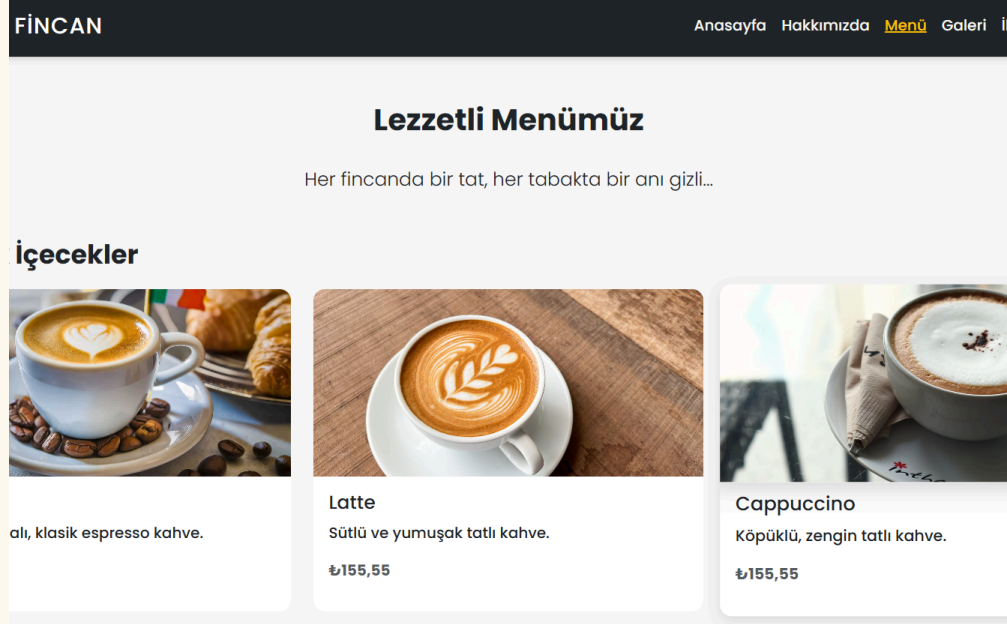 FİNCAN
Anasayfa Hakkımızda Menü Galeri
Lezzetli Menümüz
Her fincanda bir tat, her tabakta bir anı gizli...
İçecekler
klasik espresso kahve.
Latte
Sütlü ve yumuşak tatlı kahve.
₺155,55
Cappuccino
Köpüklü, zengin tatlı kahve.
₺155,55